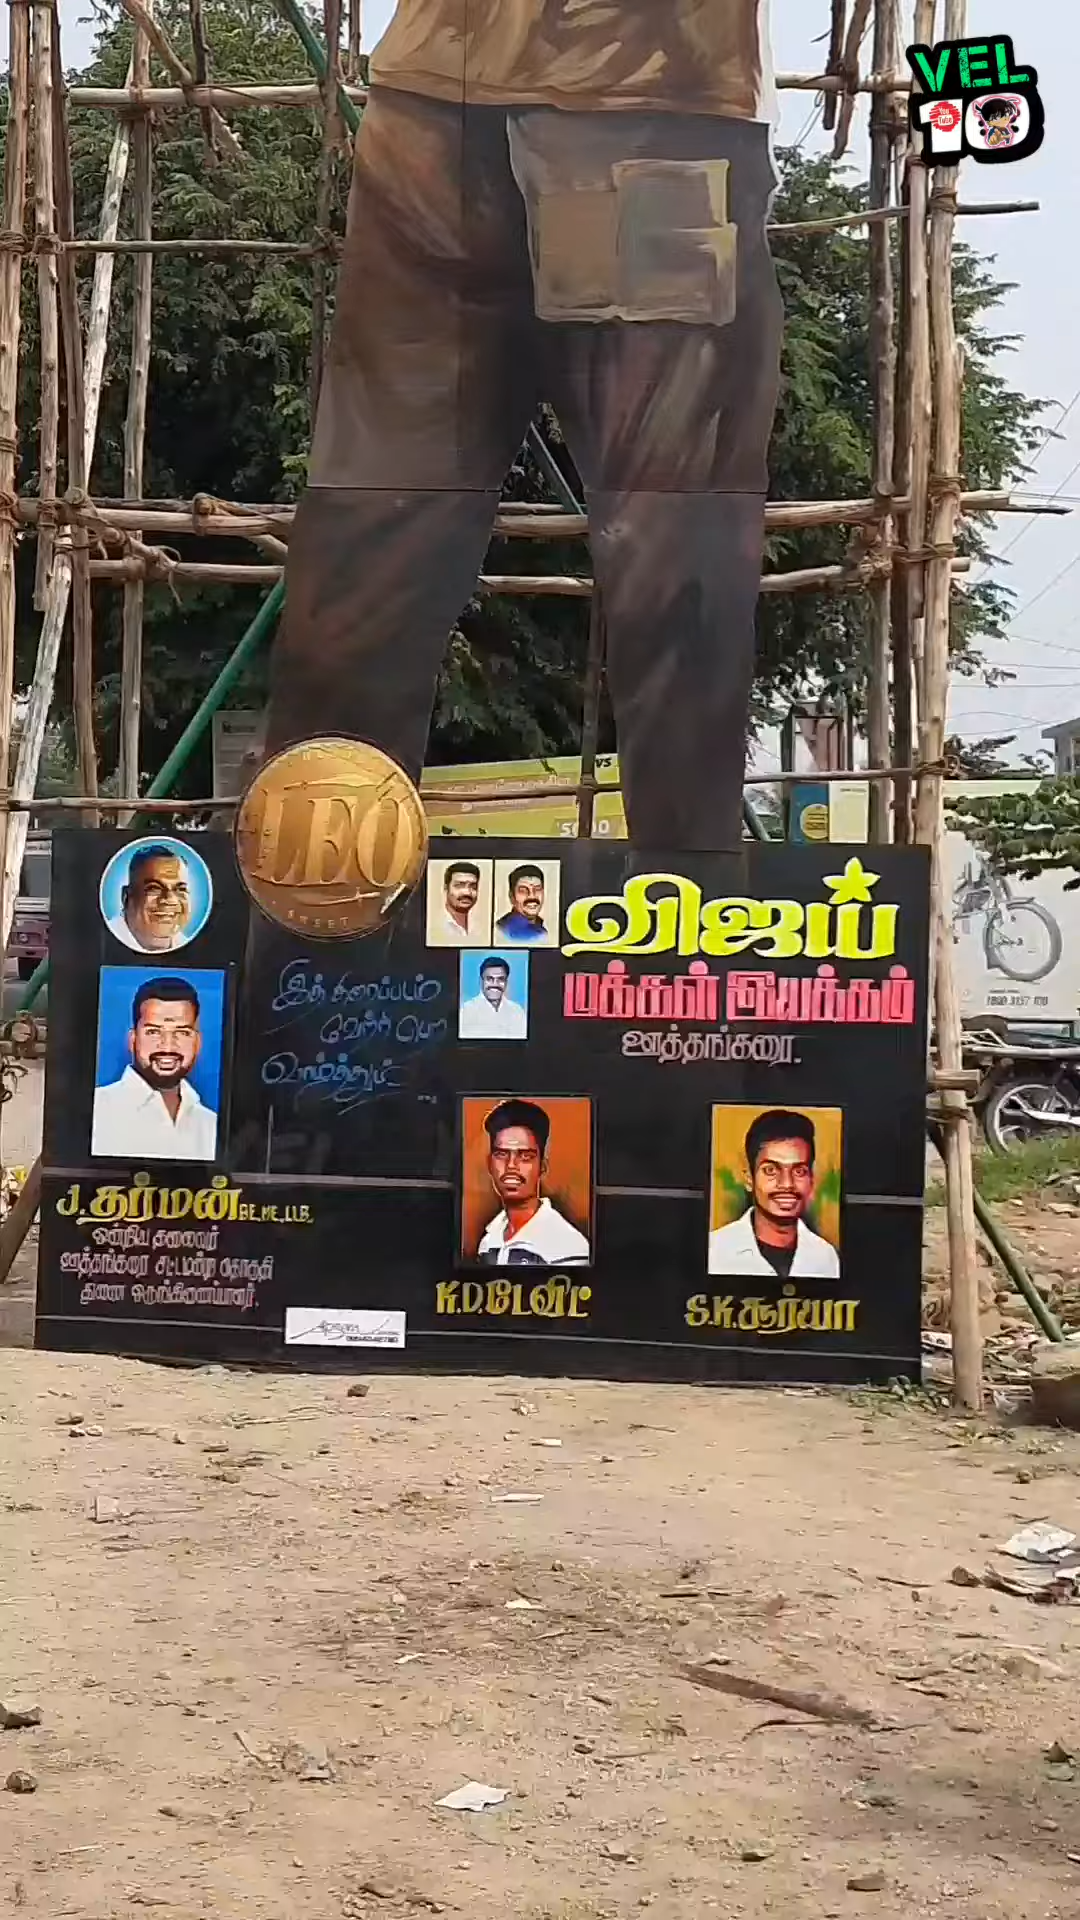 VEL
10
LEO
விஜய்
மக்கள் இயக்கம்
ஊத்தங்கரை.
இத் திரைப்படம்
வெற்றி பெற
வாழ்த்தும்...
J.தர்மன் BE.,ME.,LLB.,
ஒன்றிய தலைவர்
ஊத்தங்கரை சட்டமன்ற தொகுதி
துணை ஒருங்கிணைப்பாளர்.
K.D.டேவிட்
S.K.சூர்யா